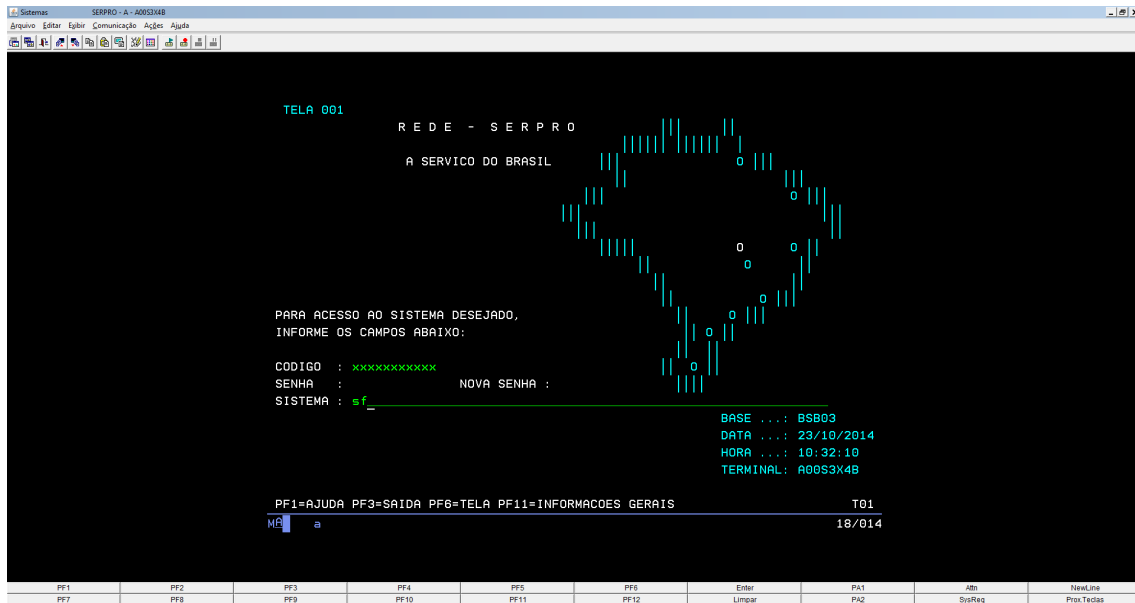 Sistemas SERPRO - A - A00S3X4B
Arquivo Editar Exibir Comunicação Ações Ajuda
TELA 001
R E D E - S E R P R O
A SERVICO DO BRASIL
PARA ACESSO AO SISTEMA DESEJADO,
INFORME OS CAMPOS ABAIXO:
CODIGO : xxxxxxxxxxx
SENHA : NOVA SENHA :
SISTEMA : sf_
BASE ...: BSB03
DATA ...: 23/10/2014
HORA ...: 10:32:10
TERMINAL: A00S3X4B
PF1=AJUDA PF3=SAIDA PF6=TELA PF11=INFORMACOES GERAIS T01
MA a 18/014
PF1 PF2 PF3 PF4 PF5 PF6 Enter PA1 Attn NewLine
PF7 PF8 PF9 PF10 PF11 PF12 Limpar PA2 SysReq Prox.Teclas